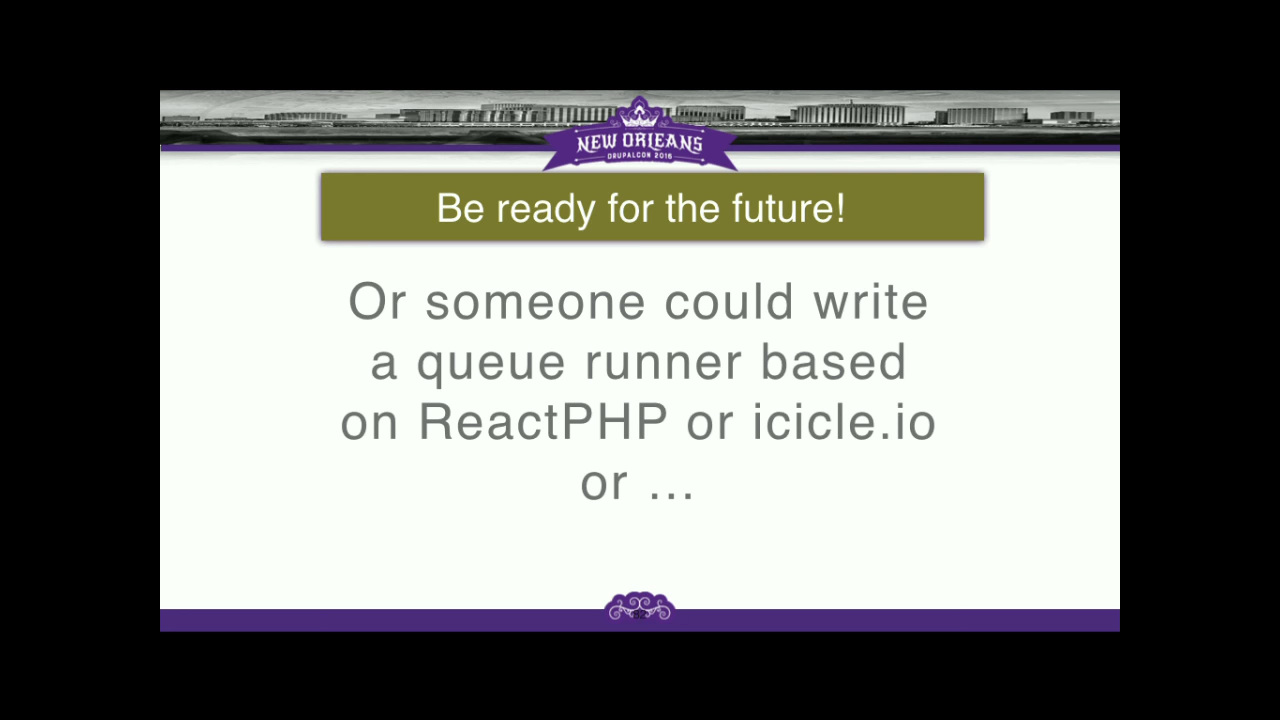 NEW ORLEANS
DRUPALCON 2016
Be ready for the future!
Or someone could write
a queue runner based
on ReactPHP or icicle.io
or ...